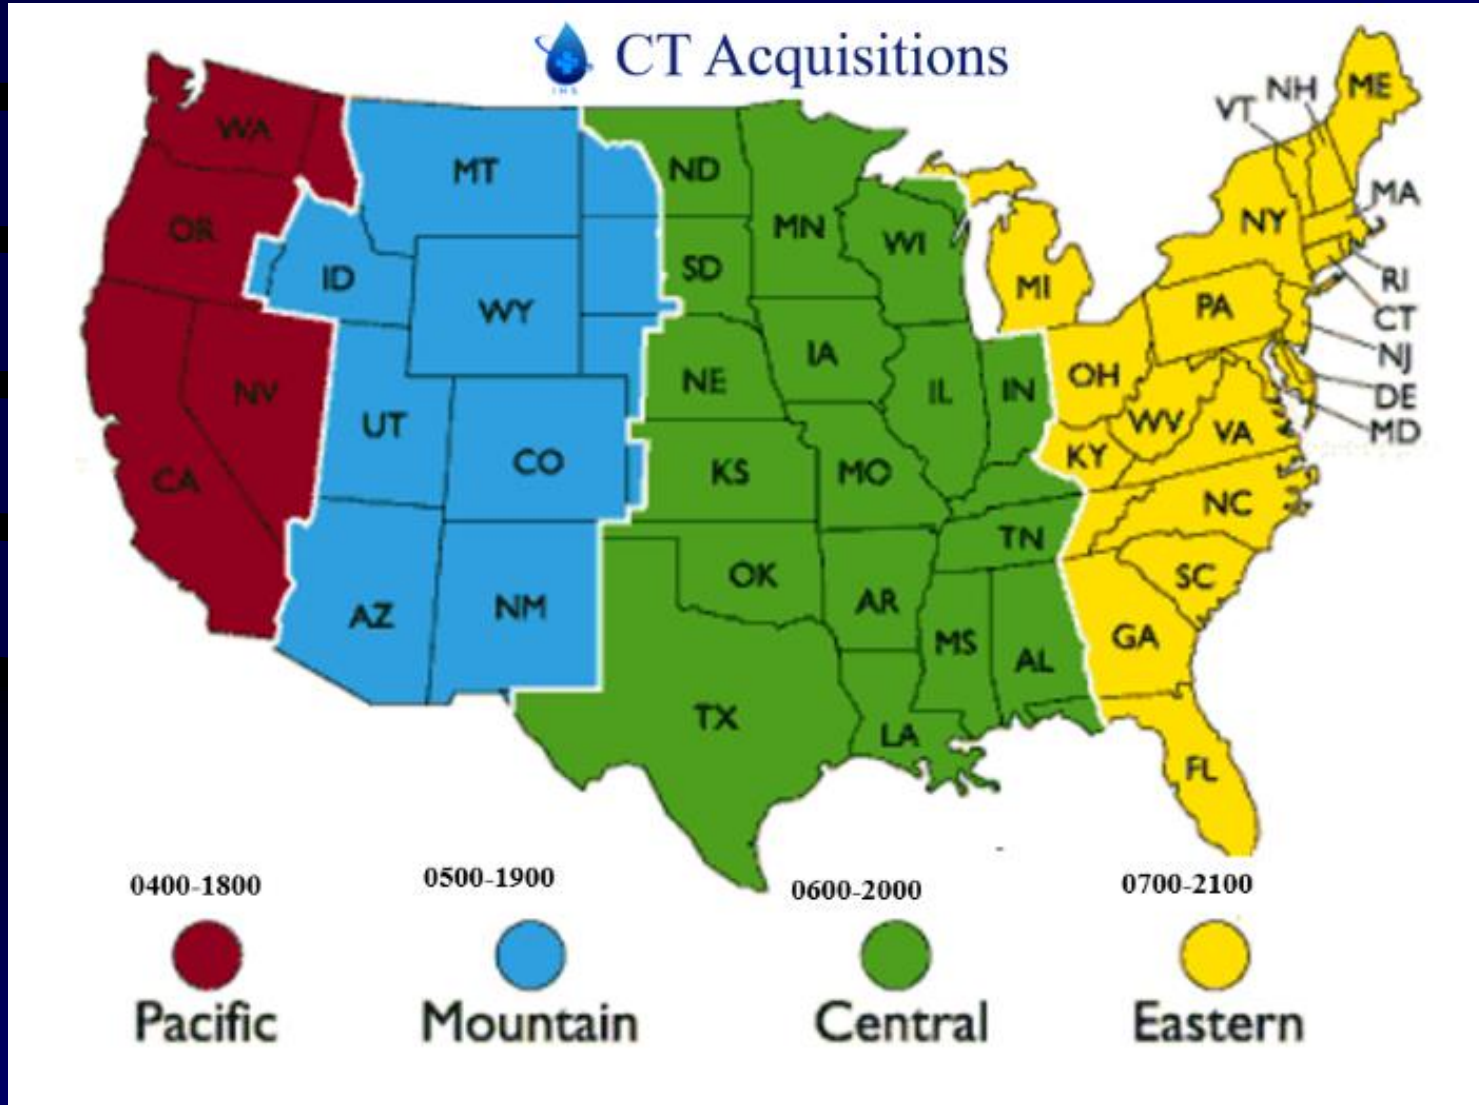 CT Acquisitions
IHS
WA
OR
CA
NV
ID
MT
WY
UT
CO
AZ
NM
ND
SD
NE
KS
OK
TX
MN
IA
MO
AR
LA
WI
IL
IN
TN
MS
AL
MI
OH
KY
WV
VA
NC
SC
GA
FL
PA
NY
VT
NH
ME
MA
RI
CT
NJ
DE
MD
0400-1800
0500-1900
0600-2000
0700-2100
Pacific
Mountain
Central
Eastern